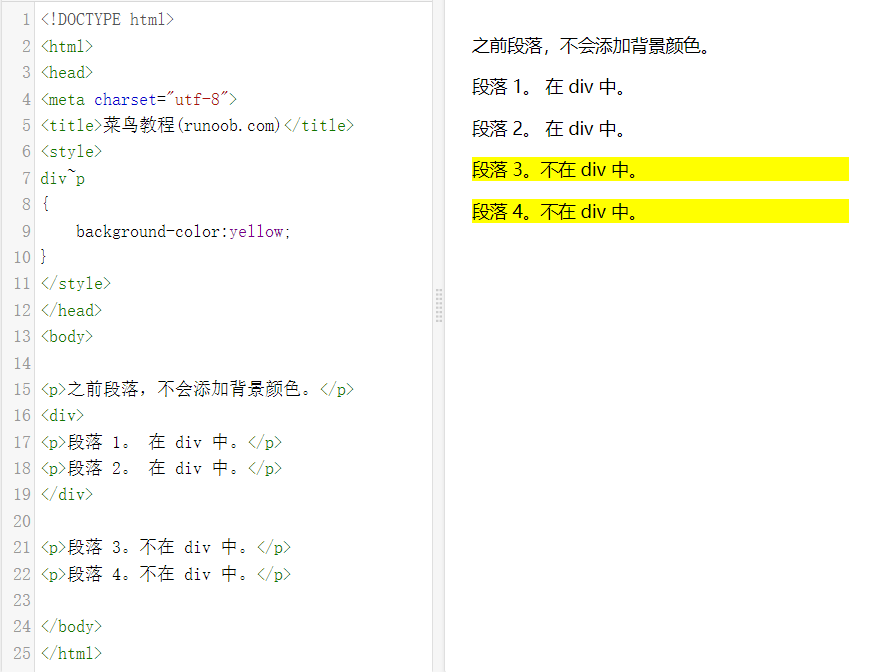 1 <!DOCTYPE html>
2 <html>
3 <head>
4 <meta charset="utf-8">
5 <title>菜鸟教程(runoob.com)</title>
6 <style>
7 div~p
8 {
9     background-color:yellow;
10 }
11 </style>
12 </head>
13 <body>
14
15 <p>之前段落，不会添加背景颜色。</p>
16 <div>
17 <p>段落 1。 在 div 中。</p>
18 <p>段落 2。 在 div 中。</p>
19 </div>
20
21 <p>段落 3。不在 div 中。</p>
22 <p>段落 4。不在 div 中。</p>
23
24 </body>
25 </html>
之前段落，不会添加背景颜色。
段落 1。 在 div 中。
段落 2。 在 div 中。
段落 3。不在 div 中。
段落 4。不在 div 中。